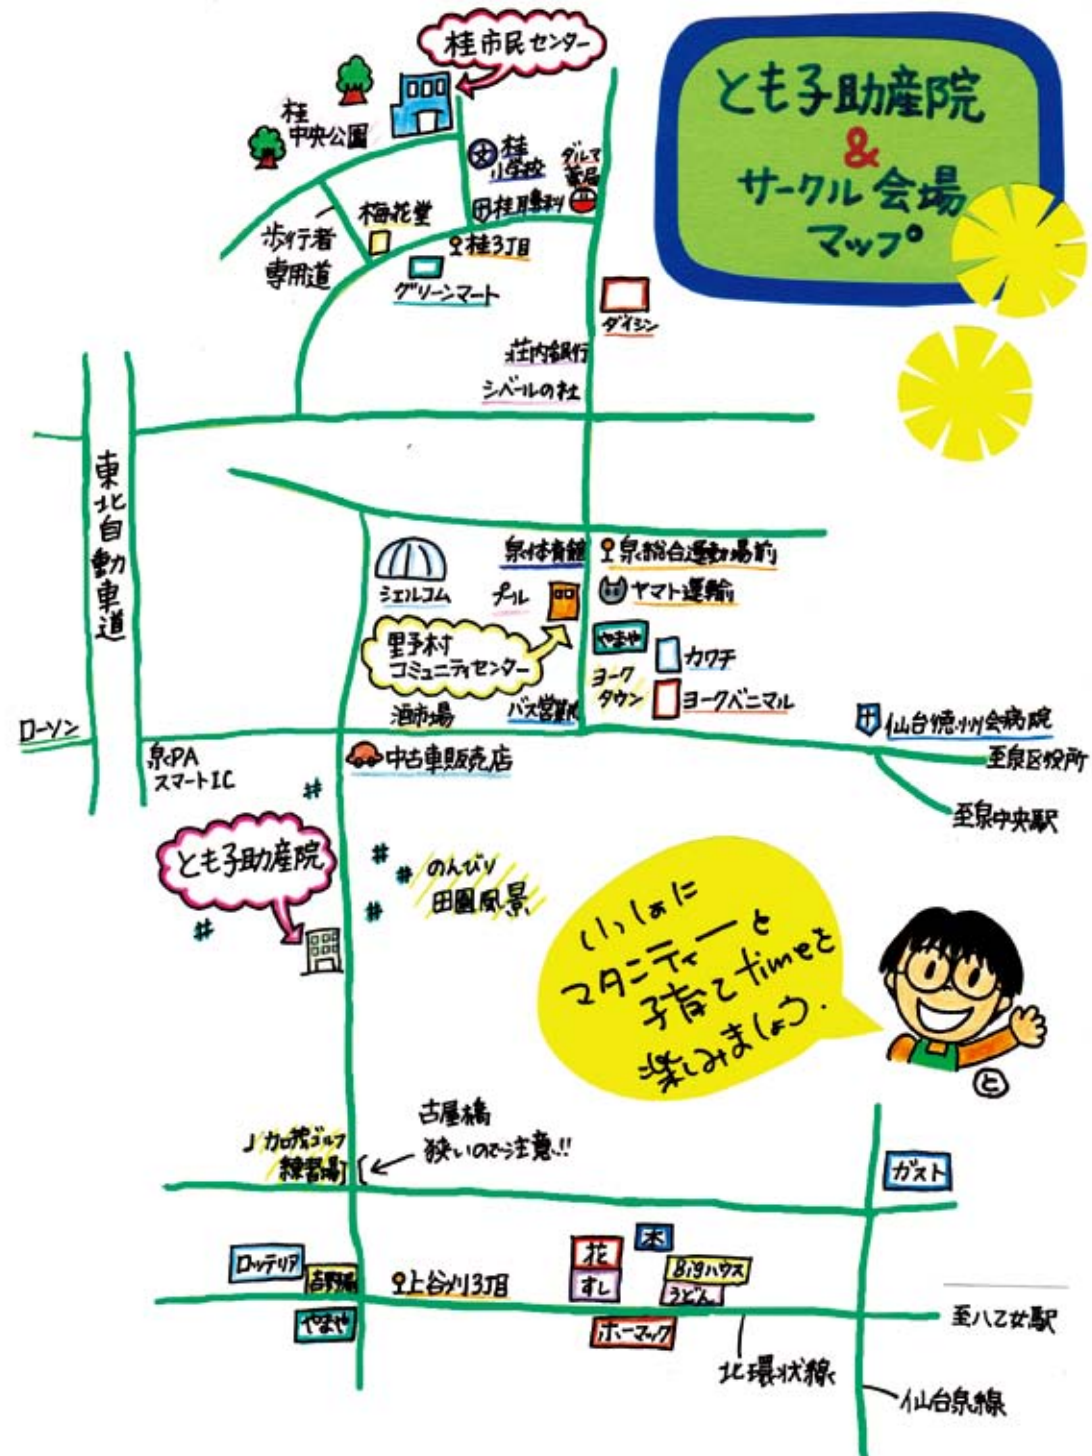 桂市民センター
とも子助産院
&
サークル会場
マップ
桂
中央公園
桂
小学校
ダルマ
薬局
梅花堂
桂耳鼻科
歩行者
専用道
桂3丁目
グリーンマート
ダイシン
荘内銀行
シベールの杜
東北自動車道
泉体育館
泉総合運動場前
シェルコム
プール
ヤマト運輸
野村
コミュニティセンター
やまや
カワチ
ヨーク
タウン
ヨークベニマル
酒市場
バス営業所
仙台徳州会病院
ローソン
泉PA
スマートIC
中古車販売店
至泉区役所
至泉中央駅
とも子助産院
のんびり
田園風景
いっしょに
マタニティーと
子育てtimeを
楽しみましょう.
と
古屋橋
狭いので注意!!
J加茂ゴルフ
練習場
ガスト
ロッテリア
吉野家
やまや
上谷刈3丁目
花
すし
本
Bigハウス
うどん
ホーマック
至八乙女駅
北環状線
仙台泉線